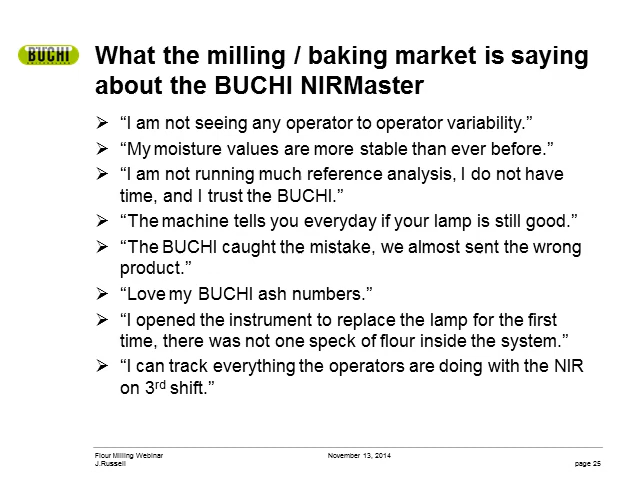 BUCHI
What the milling / baking market is saying
about the BUCHI NIRMaster
➢ “I am not seeing any operator to operator variability.”
➢ “My moisture values are more stable than ever before.”
➢ “I am not running much reference analysis, I do not have
time, and I trust the BUCHI.”
➢ “The machine tells you everyday if your lamp is still good.”
➢ “The BUCHI caught the mistake, we almost sent the wrong
product.”
➢ “Love my BUCHI ash numbers.”
➢ “I opened the instrument to replace the lamp for the first
time, there was not one speck of flour inside the system.”
➢ “I can track everything the operators are doing with the NIR
on 3rd shift.”
Flour Milling Webinar November 13, 2014
J.Russell page 25